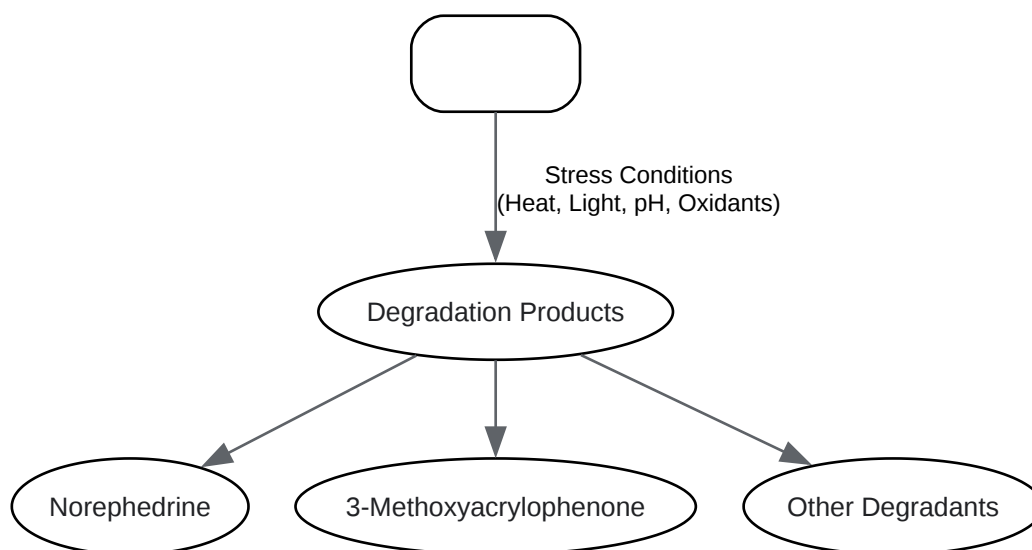 Stress Conditions
(Heat, Light, pH, Oxidants)
Degradation Products
Norephedrine
3-Methoxyacrylophenone
Other Degradants